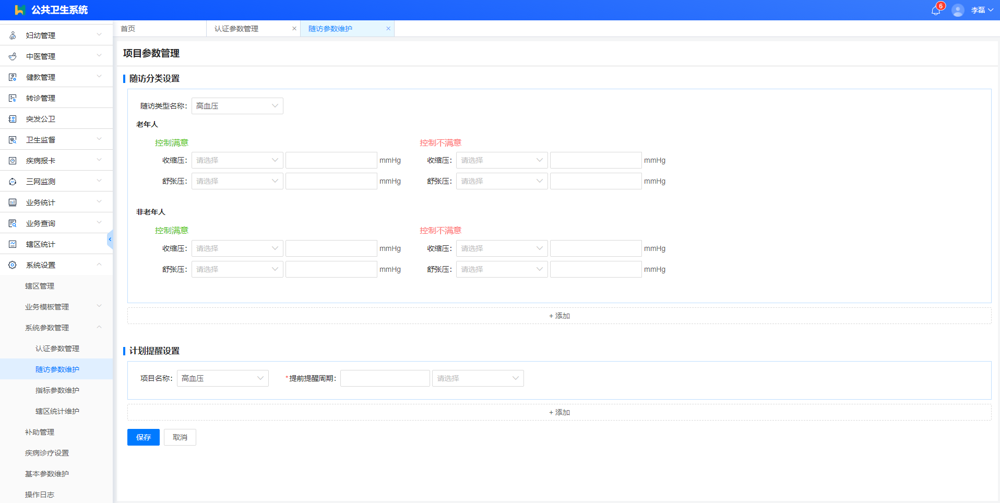 公共卫生系统
6
李磊
妇幼管理
中医管理
健教管理
转诊管理
突发公卫
卫生监督
疾病报卡
三网监测
业务统计
业务查询
辖区统计
系统设置
辖区管理
业务模板管理
系统参数管理
认证参数管理
随访参数维护
指标参数维护
辖区统计维护
补助管理
疾病诊疗设置
基本参数维护
操作日志
首页 认证参数管理 × 随访参数维护 ×
项目参数管理
随访分类设置
随访类型名称： 高血压
老年人
控制满意 控制不满意
收缩压： 请选择 mmHg 收缩压： 请选择 mmHg
舒张压： 请选择 mmHg 舒张压： 请选择 mmHg
非老年人
控制满意 控制不满意
收缩压： 请选择 mmHg 收缩压： 请选择 mmHg
舒张压： 请选择 mmHg 舒张压： 请选择 mmHg
+ 添加
计划提醒设置
项目名称： 高血压 *提前提醒周期： 请选择
+ 添加
保存 取消